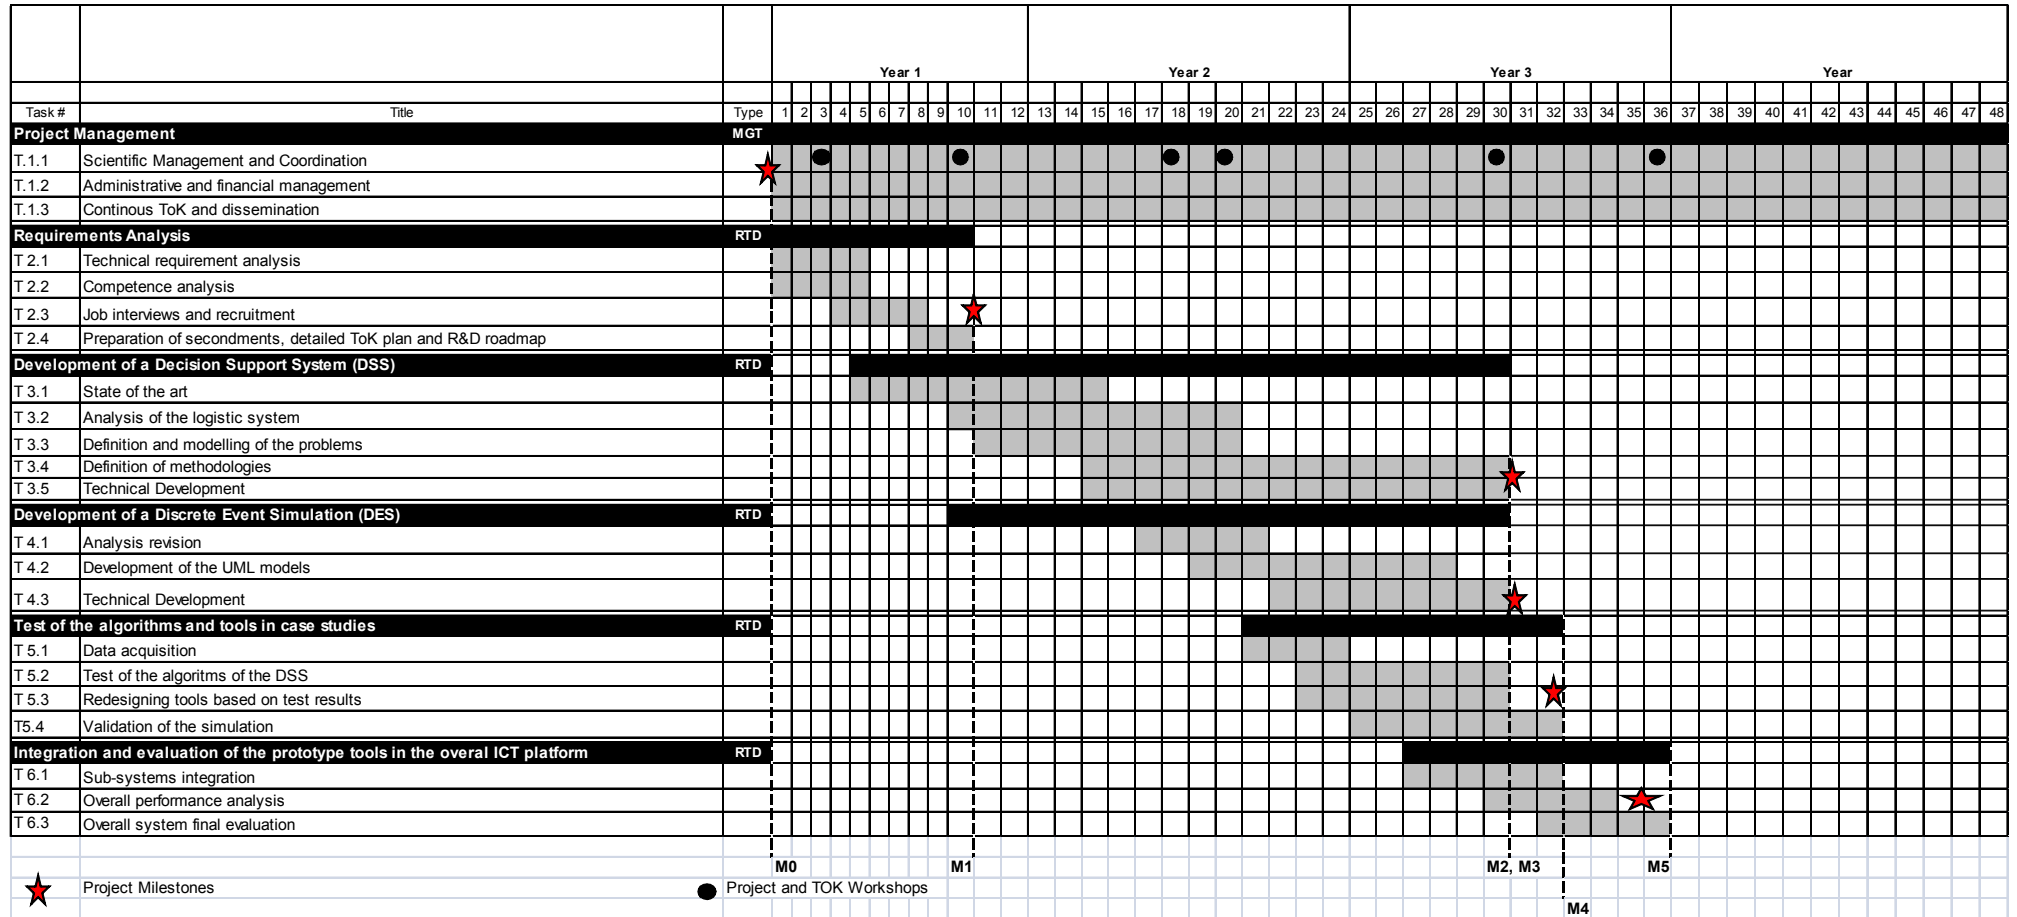 Year 1 Year 2 Year 3 Year
Task # Title Type 1 2 3 4 5 6 7 8 9 10 11 12 13 14 15 16 17 18 19 20 21 22 23 24 25 26 27 28 29 30 31 32 33 34 35 36 37 38 39 40 41 42 43 44 45 46 47 48
Project Management MGT
T.1.1 Scientific Management and Coordination
T.1.2 Administrative and financial management
T.1.3 Continous ToK and dissemination
Requirements Analysis RTD
T 2.1 Technical requirement analysis
T 2.2 Competence analysis
T 2.3 Job interviews and recruitment
T 2.4 Preparation of secondments, detailed ToK plan and R&D roadmap
Development of a Decision Support System (DSS) RTD
T 3.1 State of the art
T 3.2 Analysis of the logistic system
T 3.3 Definition and modelling of the problems
T 3.4 Definition of methodologies
T 3.5 Technical Development
Development of a Discrete Event Simulation (DES) RTD
T 4.1 Analysis revision
T 4.2 Development of the UML models
T 4.3 Technical Development
Test of the algorithms and tools in case studies RTD
T 5.1 Data acquisition
T 5.2 Test of the algoritms of the DSS
T 5.3 Redesigning tools based on test results
T5.4 Validation of the simulation
Integration and evaluation of the prototype tools in the overal ICT platform RTD
T 6.1 Sub-systems integration
T 6.2 Overall performance analysis
T 6.3 Overall system final evaluation
M0 M1 M2, M3 M5
Project Milestones Project and TOK Workshops
M4